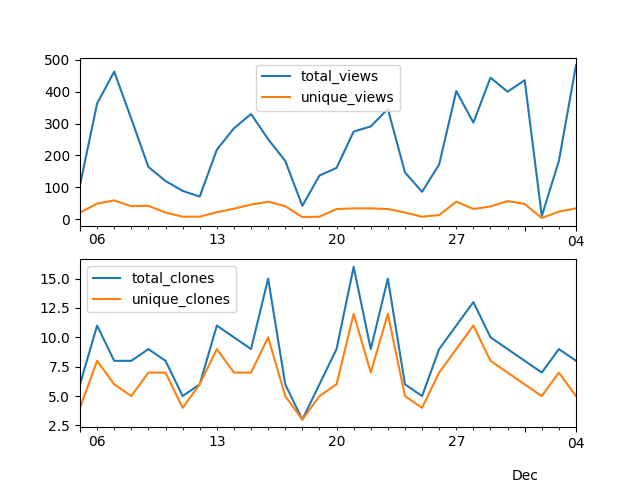 500
400
300
200
100
0
total_views
unique_views
06 13 20 27 04
15.0
12.5
10.0
7.5
5.0
2.5
total_clones
unique_clones
06 13 20 27 04
Dec